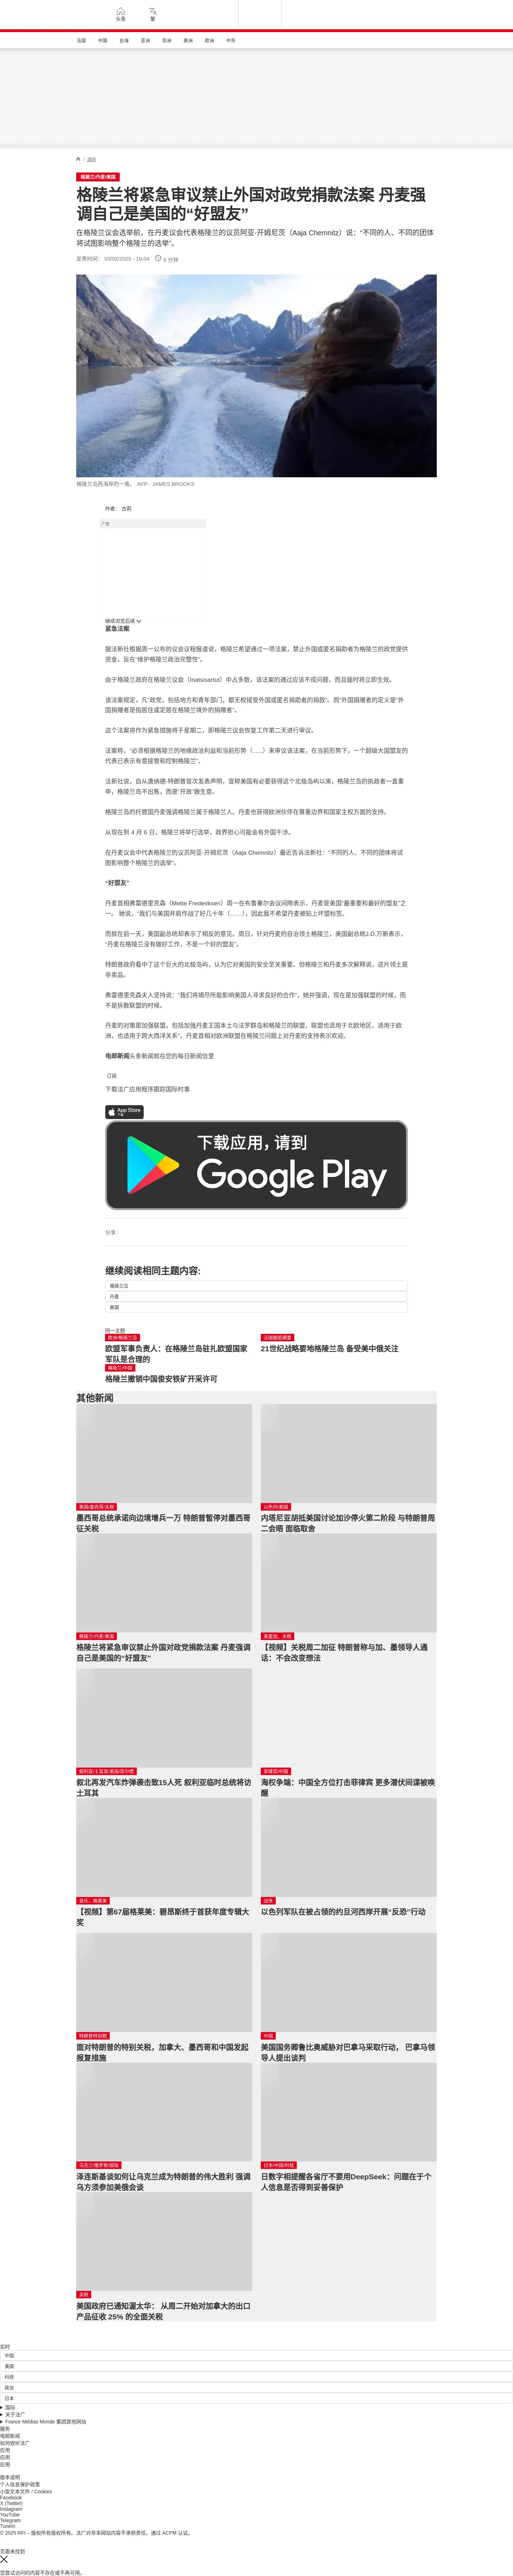 头条
繁
法国
中国
台海
亚洲
非洲
美洲
欧洲
中东
/ 国际
格陵兰/丹麦/美国
格陵兰将紧急审议禁止外国对政党捐款法案 丹麦强
调自己是美国的“好盟友”
在格陵兰议会选举前，在丹麦议会代表格陵兰的议员阿亚-开姆尼茨（Aaja Chemnitz）说：“不同的人、不同的团体
将试图影响整个格陵兰的选举”。
发表时间： 03/02/2025 - 18:04
6 分钟
格陵兰岛西海岸的一角。 AFP - JAMES BROOKS
作者： 古莉
广告
继续浏览后续
紧急法案
据法新社根据周一公布的议会议程报道说，格陵兰希望通过一项法案，禁止外国或匿名捐助者为格陵兰的政党提供
资金，旨在“维护格陵兰政治完整性”。
由于格陵兰政府在格陵兰议会（Inatsisartut）中占多数，该法案的通过应该不成问题，而且届时将立即生效。
该法案规定，凡“政党，包括地方和青年部门，都无权接受外国或匿名捐助者的捐款”，而“外国捐赠者的定义是”外
国捐赠者是指居住或定居在格陵兰境外的捐赠者”。
这个法案将作为紧急措施将于星期二，即格陵兰议会恢复工作第二天进行审议。
法案称，“必须根据格陵兰的地缘政治利益和当前形势（......）来审议该法案，在当前形势下，一个超级大国盟友的
代表已表示有意接管和控制格陵兰”。
法新社说，自从唐纳德-特朗普首次发表声明，宣称美国有必要获得这个北极岛屿以来，格陵兰岛的执政者一直重
申，格陵兰岛不出售，而是“开放”做生意。
格陵兰岛的托管国丹麦强调格陵兰属于格陵兰人。丹麦也获得欧洲伙伴在尊重边界和国家主权方面的支持。
从现在到 4 月 6 日，格陵兰将举行选举，政界担心可能会有外国干涉。
在丹麦议会中代表格陵兰的议员阿亚-开姆尼茨（Aaja Chemnitz）最近告诉法新社：“不同的人、不同的团体将试
图影响整个格陵兰的选举”。
“好盟友”
丹麦首相弗雷德里克森（Mette Frederiksen）周一在布鲁塞尔会议间隙表示，丹麦是美国“最重要和最好的盟友”之
一。 她说，“我们与美国并肩作战了好几十年（......），因此我不希望丹麦被贴上坏盟标签。
而就在前一天，美国副总统却表示了相反的意见。周日，针对丹麦的自治领土格陵兰，美国副总统J.D.万斯表示，
“丹麦在格陵兰没有做好工作，不是一个好的盟友”。
特朗普政府看中了这个巨大的北极岛屿，认为它对美国的安全至关重要。但格陵兰和丹麦多次解释说，这片领土是
非卖品。
弗雷德里克森夫人坚持说：“我们将竭尽所能影响美国人寻求良好的合作”，她并强调，现在是加强联盟的时候，而
不是拆散联盟的时候。
丹麦的对策是加强联盟，包括加强丹麦王国本土与法罗群岛和格陵兰的联盟，联盟也适用于北欧地区，适用于欧
洲，也适用于跨大西洋关系”。丹麦首相对欧洲联盟在格陵兰问题上对丹麦的支持表示欢迎。
电邮新闻头条新闻就在您的每日新闻信里
订阅
下载法广应用程序跟踪国际时事
App Store
下载应用，请到
Google Play
分享 :
继续阅读相同主题内容:
格陵兰岛
丹麦
美国
同一主题
欧洲/格陵兰岛
欧盟军事负责人：在格陵兰岛驻扎欧盟国家
军队是合理的
法国报纸摘要
21世纪战略要地格陵兰岛 备受美中俄关注
格陵兰/中国
格陵兰撤销中国俊安铁矿开采许可
其他新闻
美国/墨西哥/关税
墨西哥总统承诺向边境增兵一万 特朗普暂停对墨西哥
征关税
以色列/美国
内塔尼亚胡抵美国讨论加沙停火第二阶段 与特朗普周
二会晤 面临取舍
格陵兰/丹麦/美国
格陵兰将紧急审议禁止外国对政党捐款法案 丹麦强调
自己是美国的“好盟友”
美墨加、关税
【视频】关税周二加征 特朗普称与加、墨领导人通
话：不会改变想法
叙利亚/土耳其/美国/库尔德
叙北再发汽车炸弹袭击致15人死 叙利亚临时总统将访
土耳其
菲律宾/中国
海权争端：中国全方位打击菲律宾 更多潜伏间谍被唤
醒
音乐、格莱美
【视频】第67届格莱美：碧昂斯终于首获年度专辑大
奖
战争
以色列军队在被占领的约旦河西岸开展“反恐”行动
特朗普特别税
面对特朗普的特别关税，加拿大、墨西哥和中国发起
报复措施
中国
美国国务卿鲁比奥威胁对巴拿马采取行动， 巴拿马领
导人提出谈判
乌克兰/俄罗斯/国际
泽连斯基谈如何让乌克兰成为特朗普的伟大胜利 强调
乌方须参加美俄会谈
日本/中国/科技
日数字相提醒各省厅不要用DeepSeek：问题在于个
人信息是否得到妥善保护
关税
美国政府已通知渥太华： 从周二开始对加拿大的出口
产品征收 25% 的全面关税
实时
中国
美国
科技
政治
日本
国际
关于法广
France Médias Monde 集团其他网站
服务
电邮新闻
如何收听法广
应用
应用
应用
版本说明
个人信息保护政策
小型文本文件 / Cookies
Facebook
X (Twitter)
Instagram
YouTube
Telegram
TuneIn
© 2025 RFI – 版权所有版权所有。法广对非本网站内容不承担责任。通过 ACPM 认证。
页面未找到
您尝试访问的内容不存在或不再可用。